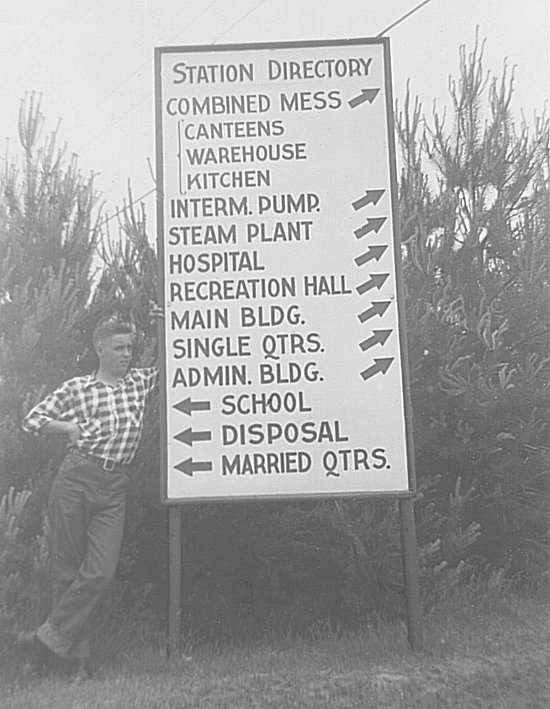 STATION DIRECTORY
COMBINED MESS
CANTEENS
WAREHOUSE
KITCHEN
INTERM. PUMP.
STEAM PLANT
HOSPITAL
RECREATION HALL
MAIN BLDG.
SINGLE QTRS.
ADMIN. BLDG.
SCHOOL
DISPOSAL
MARRIED QTRS.